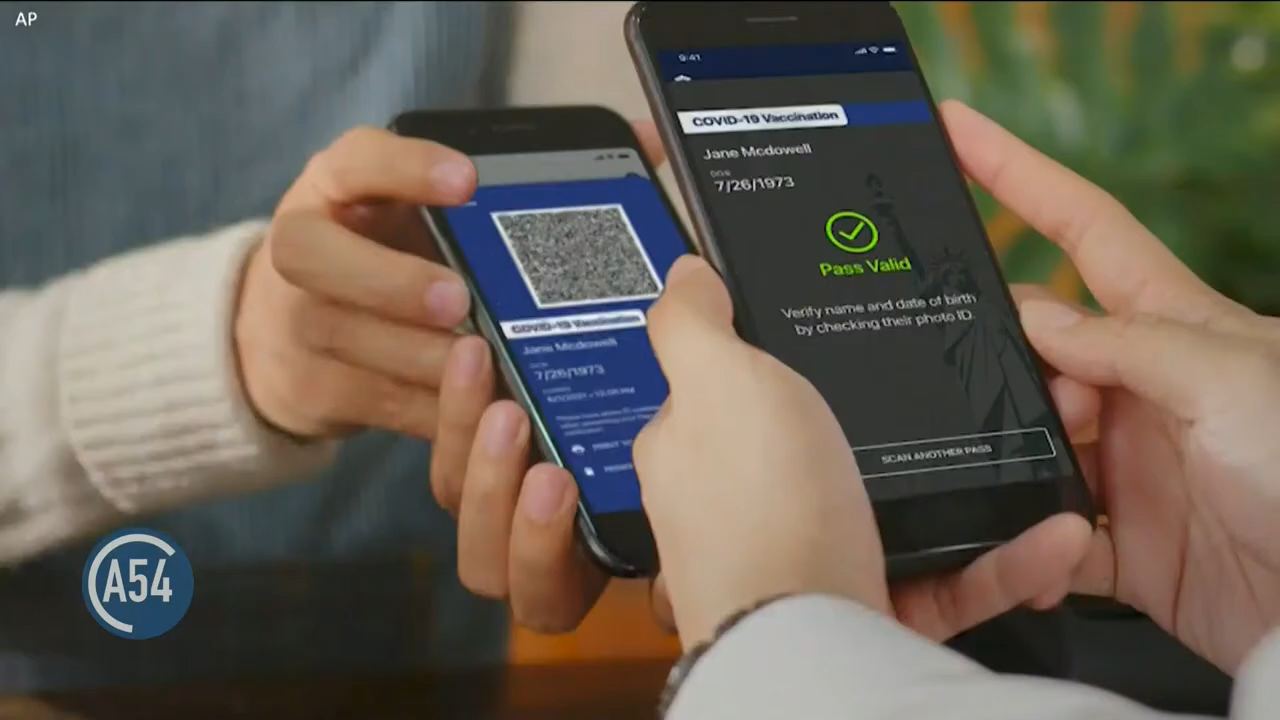 AP
9:41
COVID-19 Vaccination
Jane Mcdowell
DOB
7/26/1973
Pass Valid
Verify name and date of birth
by checking their photo ID.
SCAN ANOTHER PASS
COVID-19 Vaccination
Jane Mcdowell
7/26/1973
A54